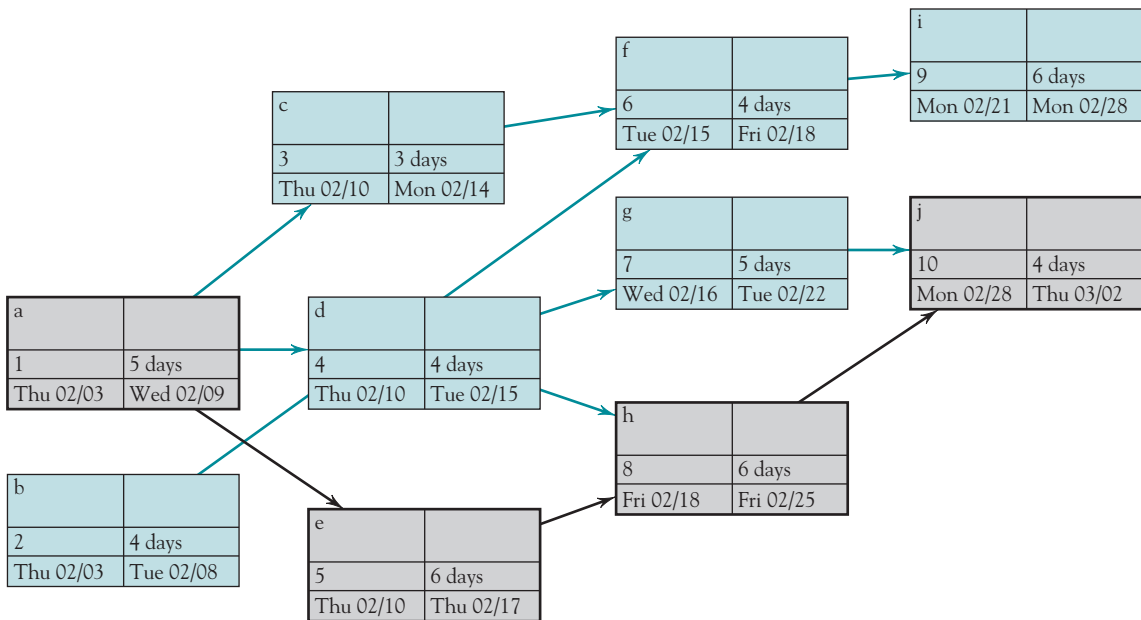 i
9 6 days
Mon 02/21 Mon 02/28
f
6 4 days
Tue 02/15 Fri 02/18
c
3 3 days
Thu 02/10 Mon 02/14
g
7 5 days
Wed 02/16 Tue 02/22
j
10 4 days
Mon 02/28 Thu 03/02
a
1 5 days
Thu 02/03 Wed 02/09
d
4 4 days
Thu 02/10 Tue 02/15
h
8 6 days
Fri 02/18 Fri 02/25
b
2 4 days
Thu 02/03 Tue 02/08
e
5 6 days
Thu 02/10 Thu 02/17